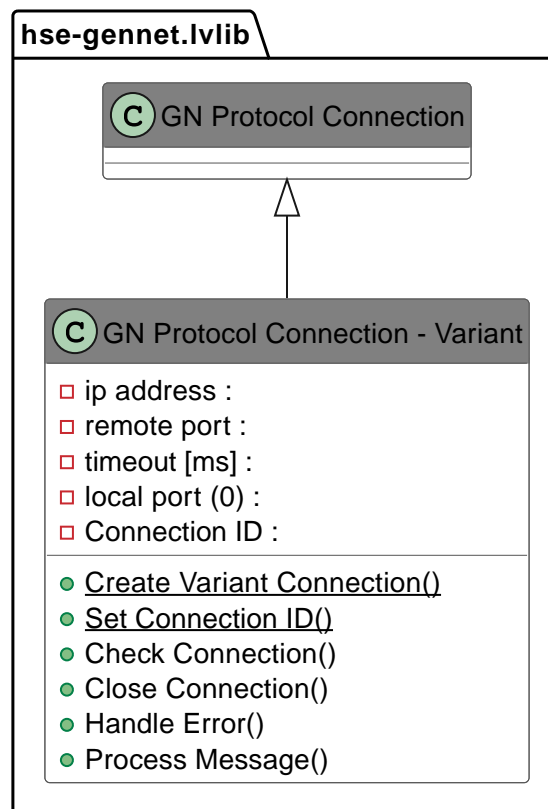 hse-gennet.lvlib
C GN Protocol Connection
C GN Protocol Connection - Variant
ip address :
remote port :
timeout [ms] :
local port (0) :
Connection ID :
Create Variant Connection()
Set Connection ID()
Check Connection()
Close Connection()
Handle Error()
Process Message()